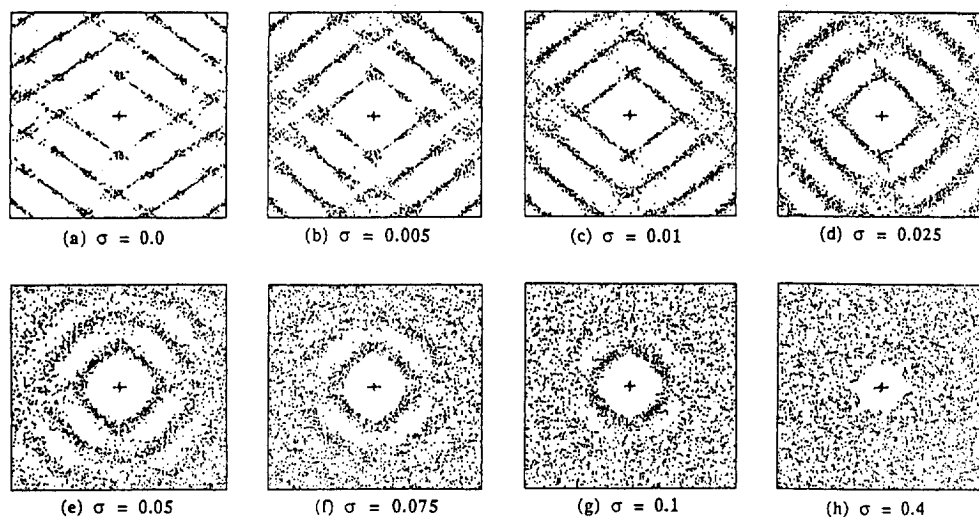 (a) σ = 0.0
(b) σ = 0.005
(c) σ = 0.01
(d) σ = 0.025
(e) σ = 0.05
(f) σ = 0.075
(g) σ = 0.1
(h) σ = 0.4